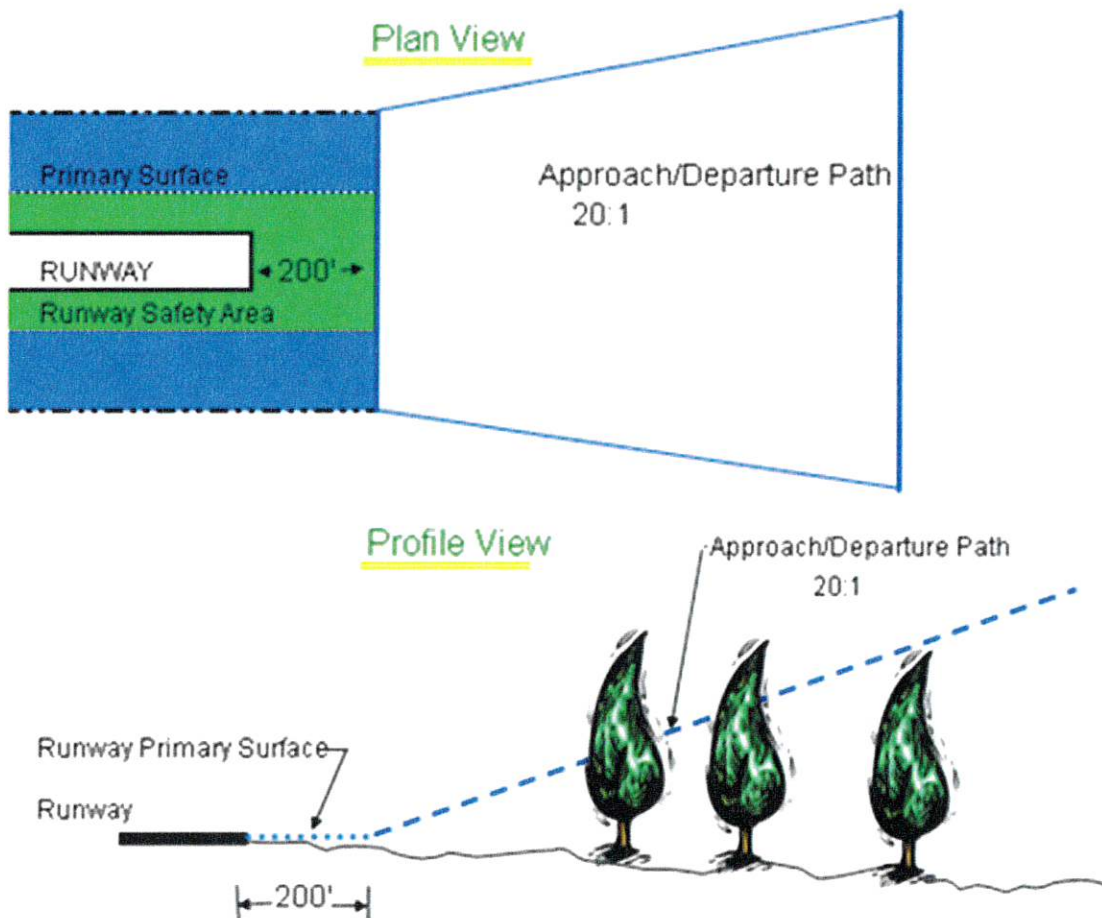 Plan View
Primary Surface
Approach/Departure Path
20:1
RUNWAY
200'
Runway Safety Area
Profile View
Approach/Departure Path
20:1
Runway Primary Surface
Runway
200'